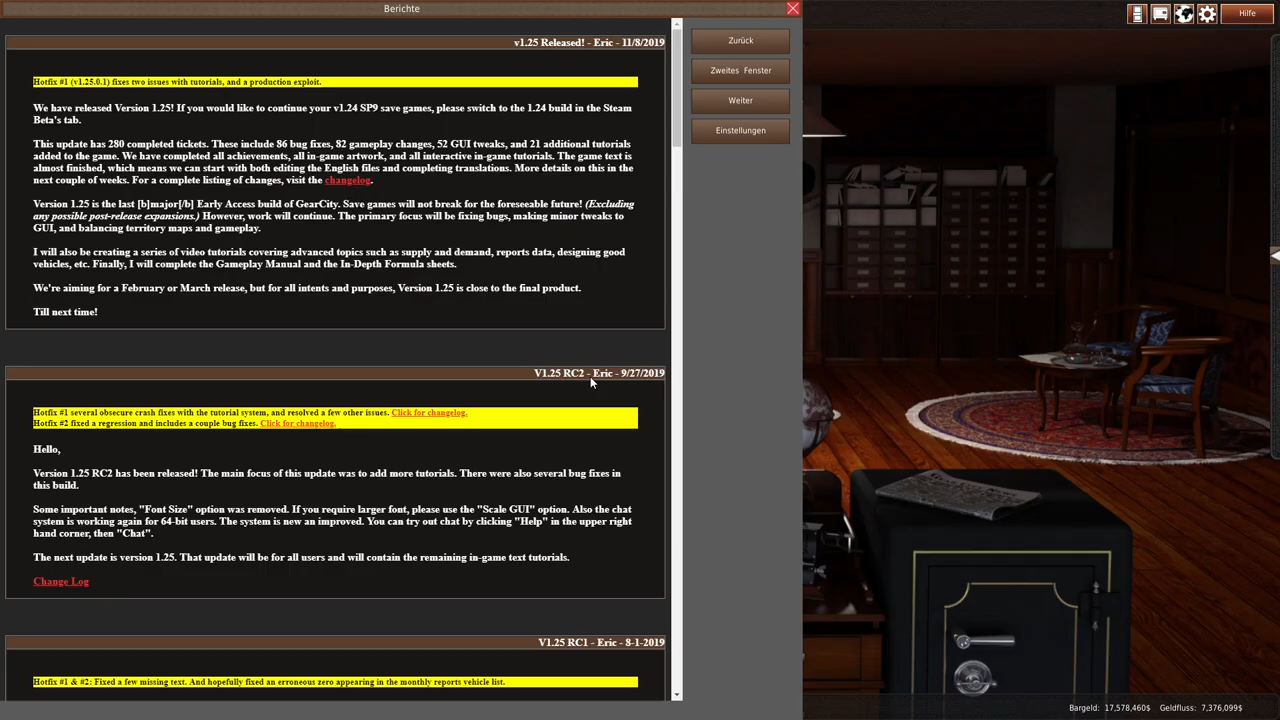 Berichte
Hilfe
v1.25 Released! - Eric - 11/8/2019
Hotfix #1 (v1.25.0.1) fixes two issues with tutorials, and a production exploit.
We have released Version 1.25! If you would like to continue your v1.24 SP9 save games, please switch to the 1.24 build in the Steam
Beta's tab.
This update has 280 completed tickets. These include 86 bug fixes, 82 gameplay changes, 52 GUI tweaks, and 21 additional tutorials
added to the game. We have completed all achievements, all in-game artwork, and all interactive in-game tutorials. The game text is
almost finished, which means we can start with both editing the English files and completing translations. More details on this in the
next couple of weeks. For a complete listing of changes, visit the changelog.
Version 1.25 is the last [b]major[/b] Early Access build of GearCity. Save games will not break for the foreseeable future! (Excluding
any possible post-release expansions.) However, work will continue. The primary focus will be fixing bugs, making minor tweaks to
GUI, and balancing territory maps and gameplay.
I will also be creating a series of video tutorials covering advanced topics such as supply and demand, reports data, designing good
vehicles, etc. Finally, I will complete the Gameplay Manual and the In-Depth Formula sheets.
We're aiming for a February or March release, but for all intents and purposes, Version 1.25 is close to the final product.
Till next time!
V1.25 RC2 - Eric - 9/27/2019
Hotfix #1 several obscure crash fixes with the tutorial system, and resolved a few other issues. Click for changelog.
Hotfix #2 fixed a regression and includes a couple bug fixes. Click for changelog.
Hello,
Version 1.25 RC2 has been released! The main focus of this update was to add more tutorials. There were also several bug fixes in
this build.
Some important notes, "Font Size" option was removed. If you require larger font, please use the "Scale GUI" option. Also the chat
system is working again for 64-bit users. The system is new an improved. You can try out chat by clicking "Help" in the upper right
hand corner, then "Chat".
The next update is version 1.25. That update will be for all users and will contain the remaining in-game text tutorials.
Change Log
V1.25 RC1 - Eric - 8-1-2019
Hotfix #1 & #2: Fixed a few missing text. And hopefully fixed an erroneous zero appearing in the monthly reports vehicle list.
Zurück
Zweites Fenster
Weiter
Einstellungen
Bargeld: 17,578,460$ Geldfluss: 7,376,099$